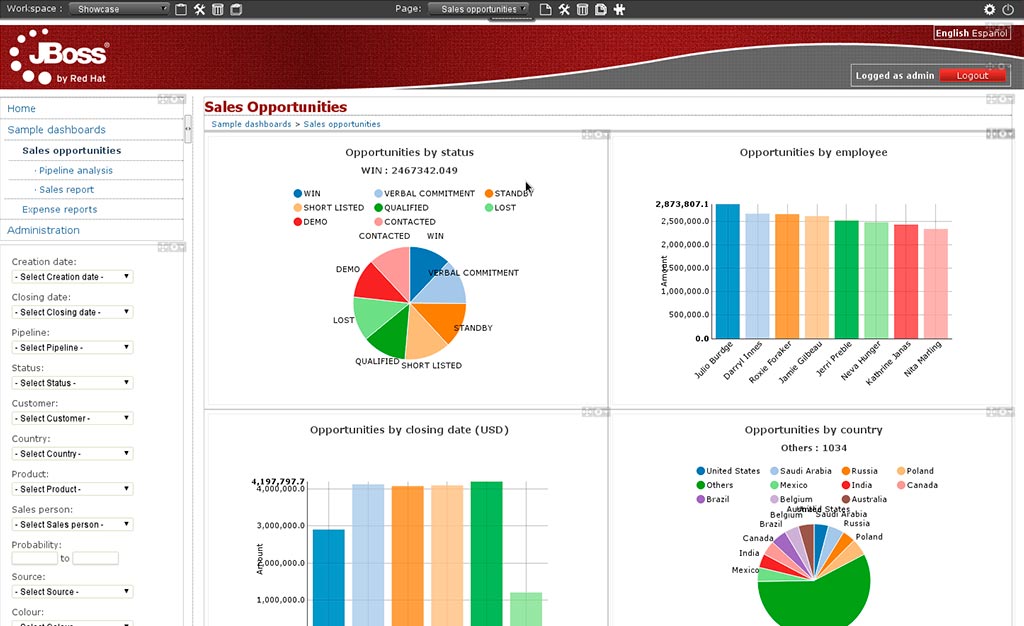 Workspace : Showcase Page: Sales opportunities
JBoss®
by Red Hat
English Español
Logged as admin Logout
Home
Sample dashboards
Sales opportunities
· Pipeline analysis
· Sales report
Expense reports
Administration
Creation date:
- Select Creation date -
Closing date:
- Select Closing date -
Pipeline:
- Select Pipeline -
Status:
- Select Status -
Customer:
- Select Customer -
Country:
- Select Country -
Product:
- Select Product -
Sales person:
- Select Sales person -
Probability:
to
Source:
- Select Source -
Colour:
Sales Opportunities
Sample dashboards > Sales opportunities
Opportunities by status
WIN : 2467342.049
WIN VERBAL COMMITMENT STANDBY
SHORT LISTED QUALIFIED LOST
DEMO CONTACTED
CONTACTED WIN
DEMO VERBAL COMMITMENT
LOST STANDBY
QUALIFIED SHORT LISTED
Opportunities by employee
2,873,807.1
2,500,000.0
2,000,000.0
1,500,000.0
1,000,000.0
500,000.0
0.0
Amount
Julio Burdge
Darryl Innes
Roxie Foraker
Jamie Gilbeau
Jerri Preble
Neva Hunger
Kathrine Janas
Nita Marling
Opportunities by closing date (USD)
4,197,797.7
4,000,000.0
3,000,000.0
2,000,000.0
1,000,000.0
Amount
Opportunities by country
Others : 1034
United States Saudi Arabia Russia Poland
Others Mexico India Canada
Brazil Belgium Australia
Australia United States
Belgium Saudi Arabia
Brazil Russia
Canada Poland
India
Mexico